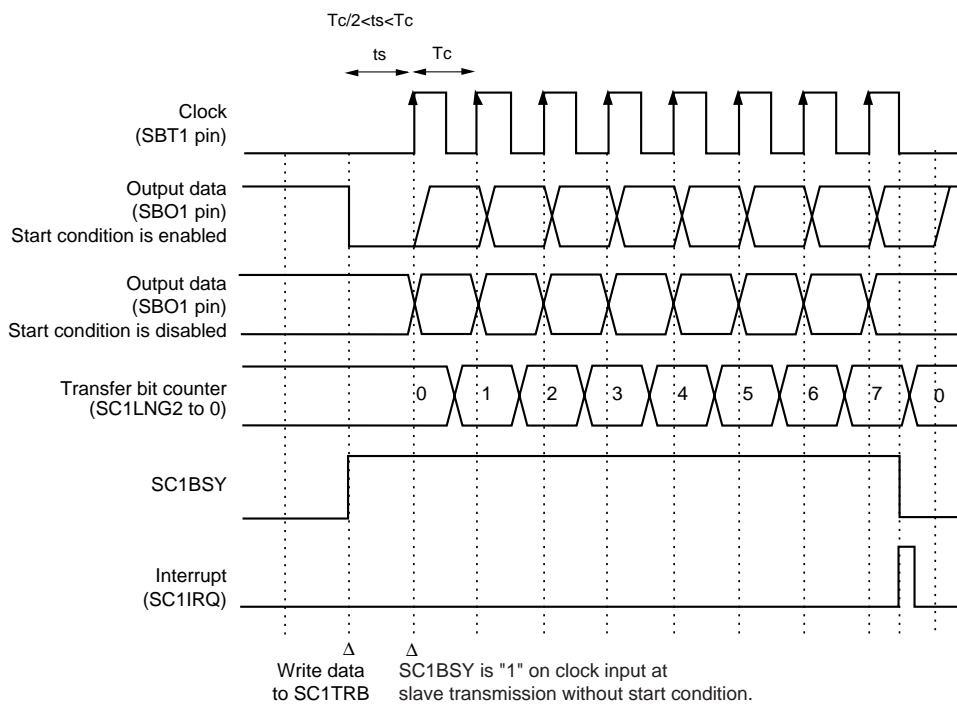 Tc/2<ts<Tc
ts
Tc
Clock
(SBT1 pin)
Output data
(SBO1 pin)
Start condition is enabled
Output data
(SBO1 pin)
Start condition is disabled
Transfer bit counter
(SC1LNG2 to 0)
0 1 2 3 4 5 6 7 0
SC1BSY
Interrupt
(SC1IRQ)
Δ Δ
Write data SC1BSY is "1" on clock input at
to SC1TRB slave transmission without start condition.